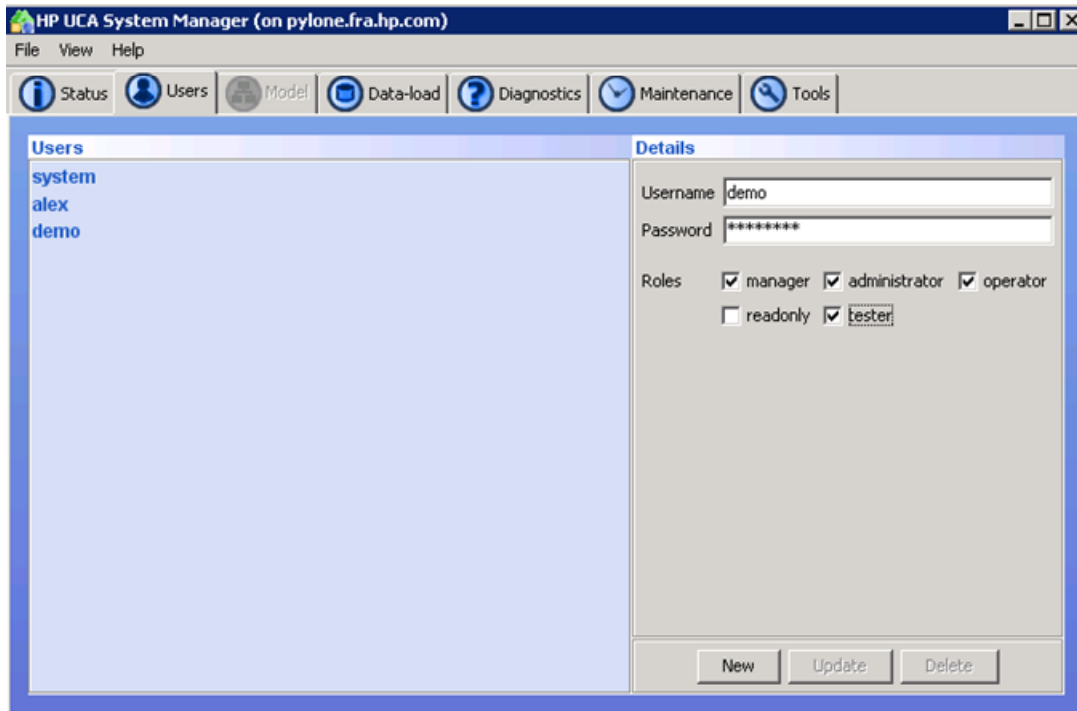 HP UCA System Manager (on pylone.fra.hp.com)
File View Help
Status Users Model Data-load Diagnostics Maintenance Tools
Users
system
alex
demo
Details
Username demo
Password ********
Roles manager administrator operator
readonly tester
New Update Delete